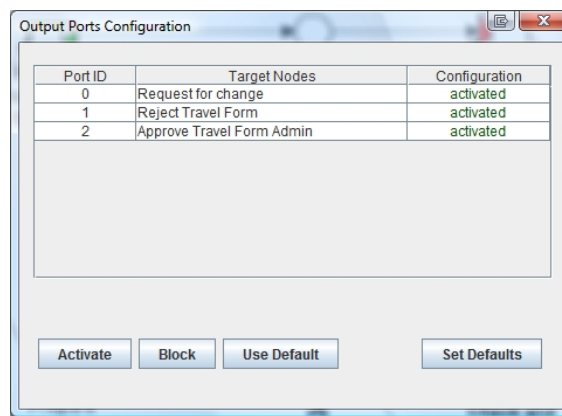 Output Ports Configuration
Port ID Target Nodes Configuration
0 Request for change activated
1 Reject Travel Form activated
2 Approve Travel Form Admin activated
Activate Block Use Default Set Defaults